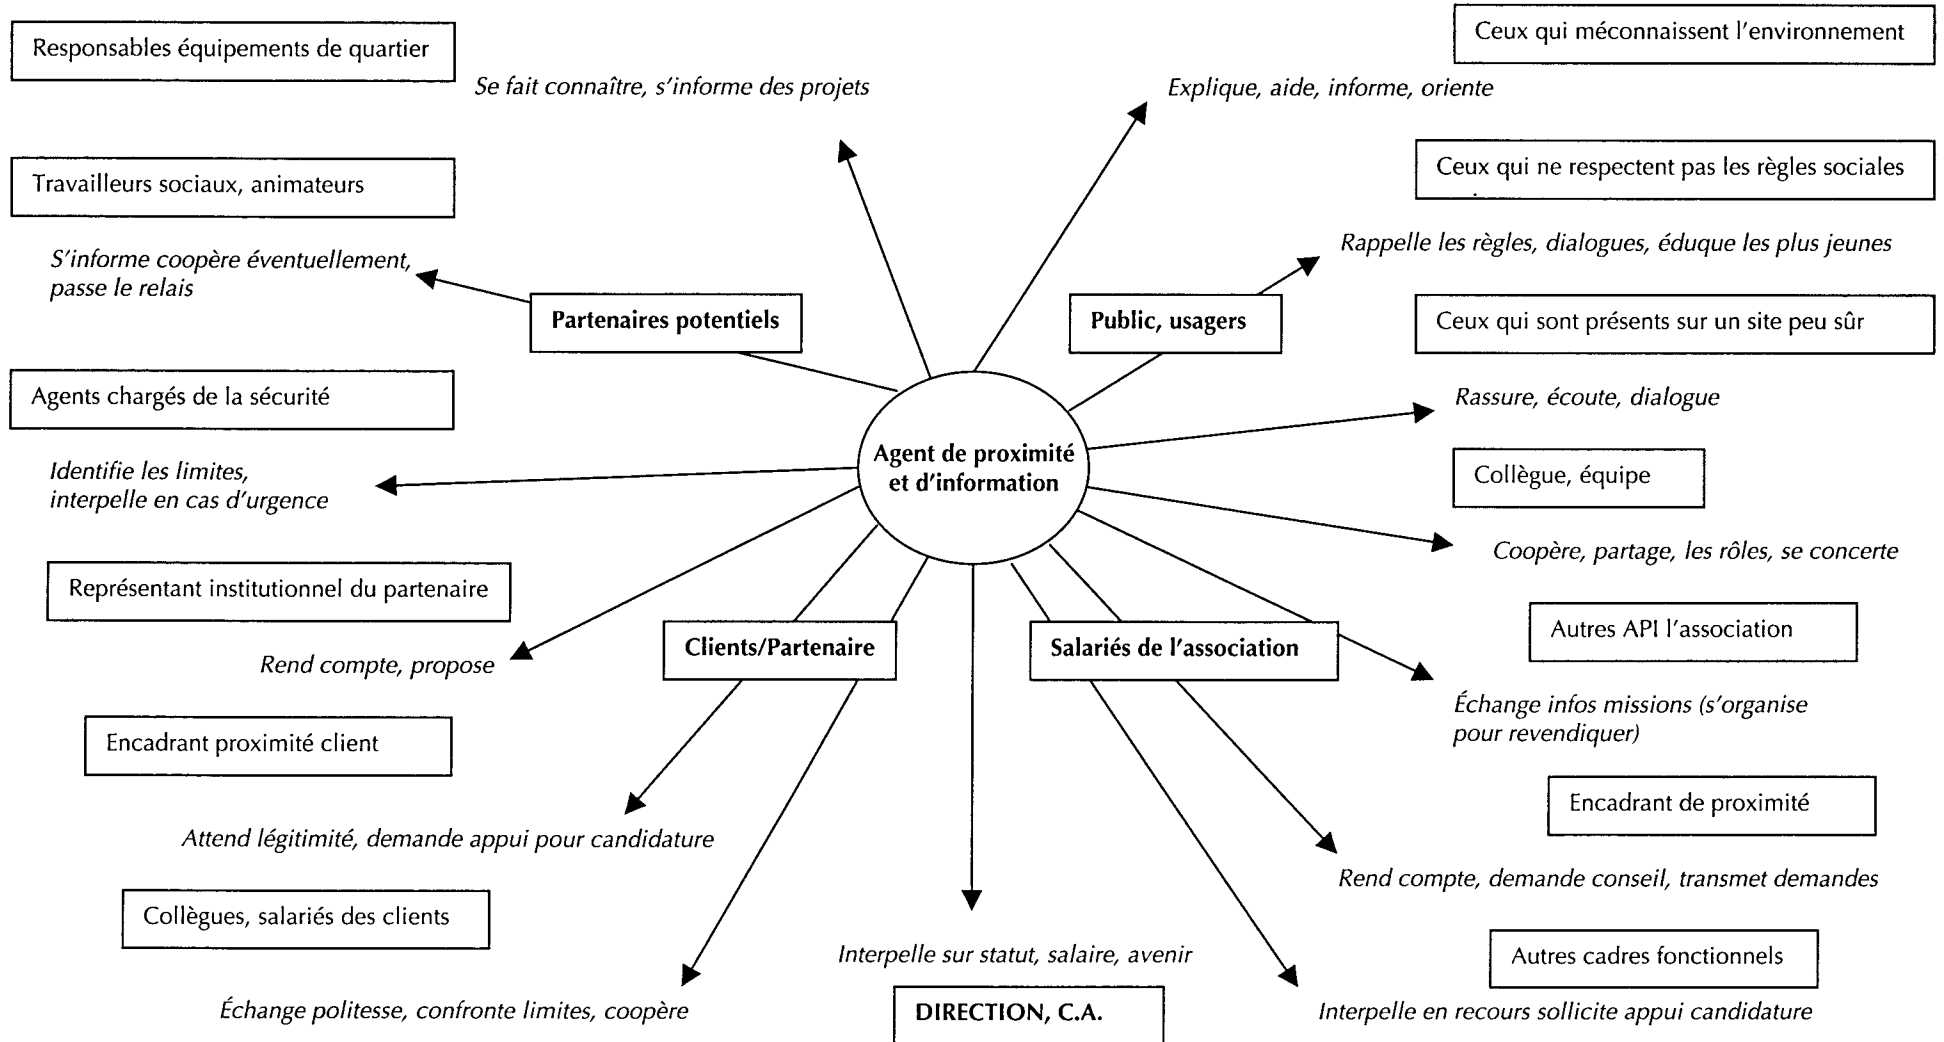 Responsables équipements de quartier
Se fait connaître, s'informe des projets
Ceux qui méconnaissent l'environnement
Explique, aide, informe, oriente
Travailleurs sociaux, animateurs
Ceux qui ne respectent pas les règles sociales
S'informe coopère éventuellement,
passe le relais
Rappelle les règles, dialogues, éduque les plus jeunes
Partenaires potentiels
Public, usagers
Ceux qui sont présents sur un site peu sûr
Agents chargés de la sécurité
Rassure, écoute, dialogue
Agent de proximité
et d'information
Identifie les limites,
interpelle en cas d'urgence
Collègue, équipe
Coopère, partage, les rôles, se concerte
Représentant institutionnel du partenaire
Rend compte, propose
Clients/Partenaire
Salariés de l'association
Autres API l'association
Échange infos missions (s'organise
pour revendiquer)
Encadrant proximité client
Attend légitimité, demande appui pour candidature
Encadrant de proximité
Rend compte, demande conseil, transmet demandes
Collègues, salariés des clients
Échange politesse, confronte limites, coopère
Interpelle sur statut, salaire, avenir
DIRECTION, C.A.
Autres cadres fonctionnels
Interpelle en recours sollicite appui candidature